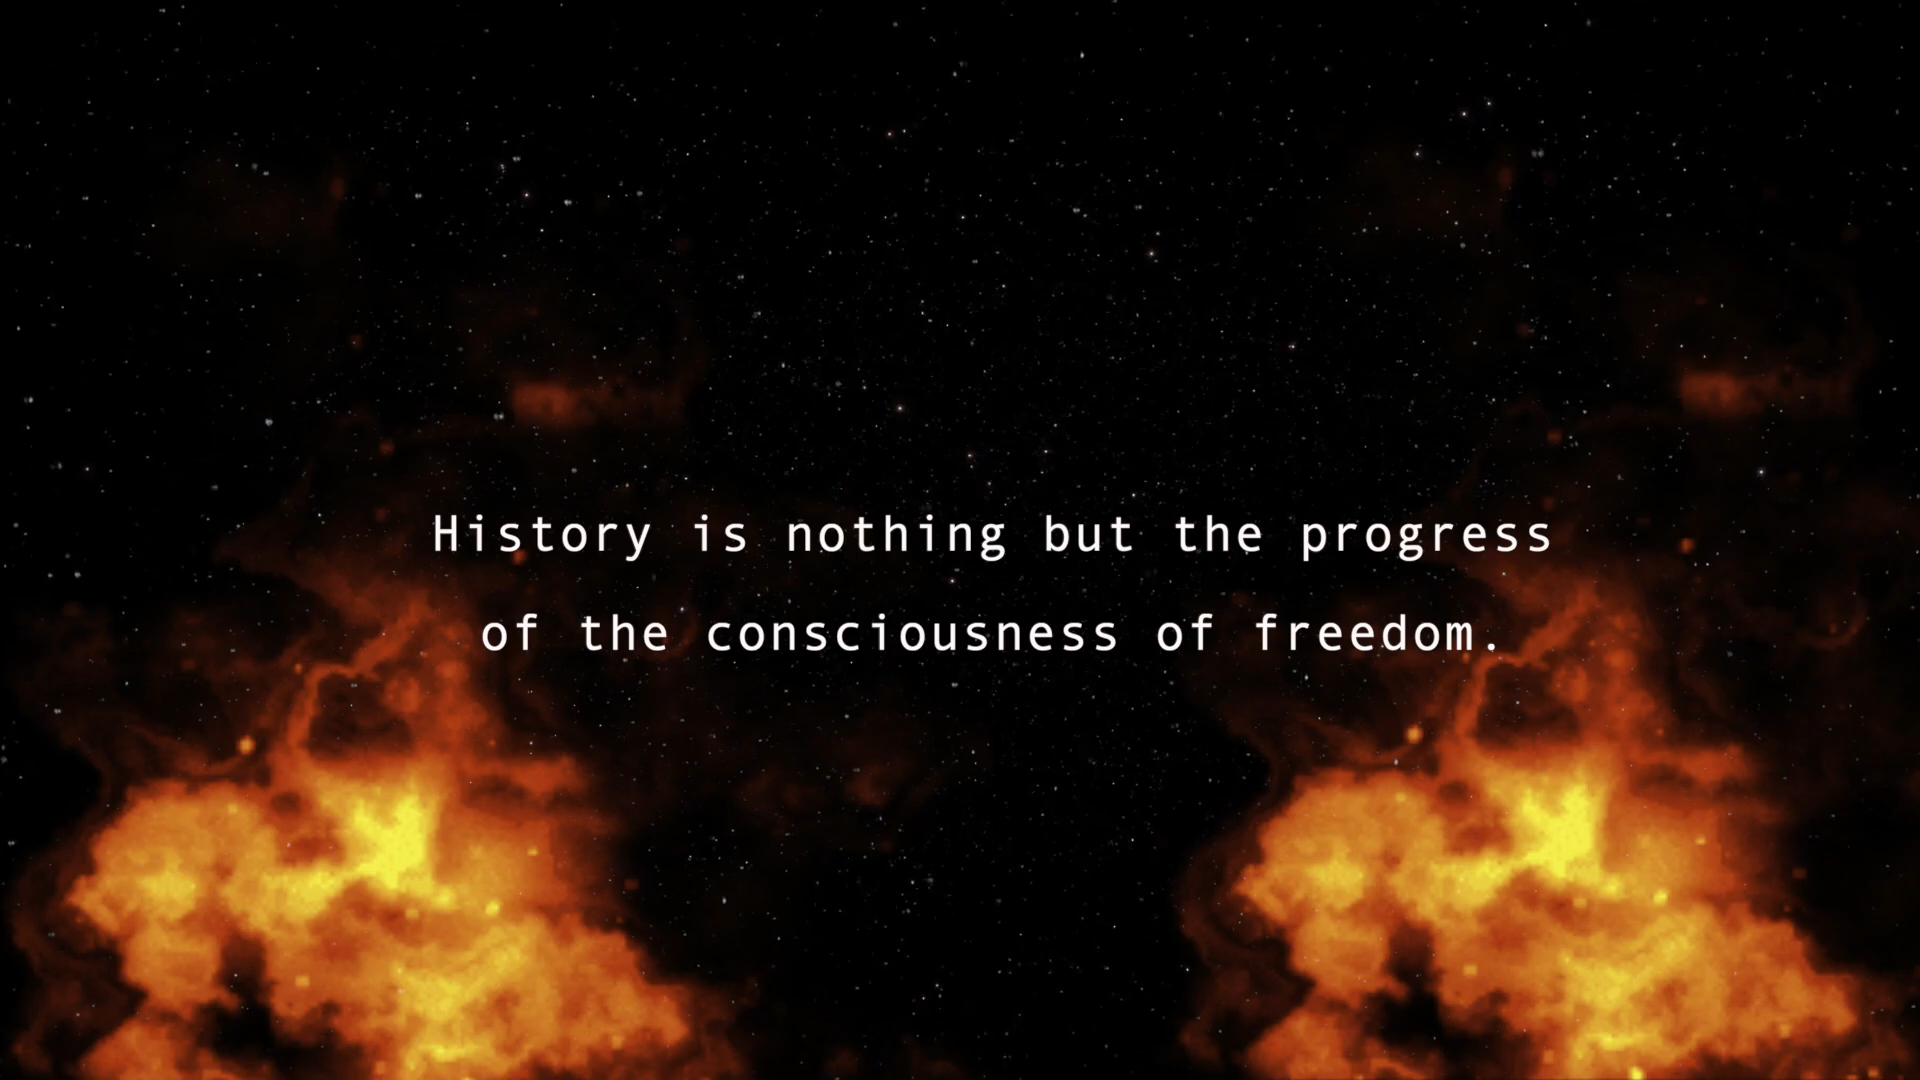 History is nothing but the progress
of the consciousness of freedom.